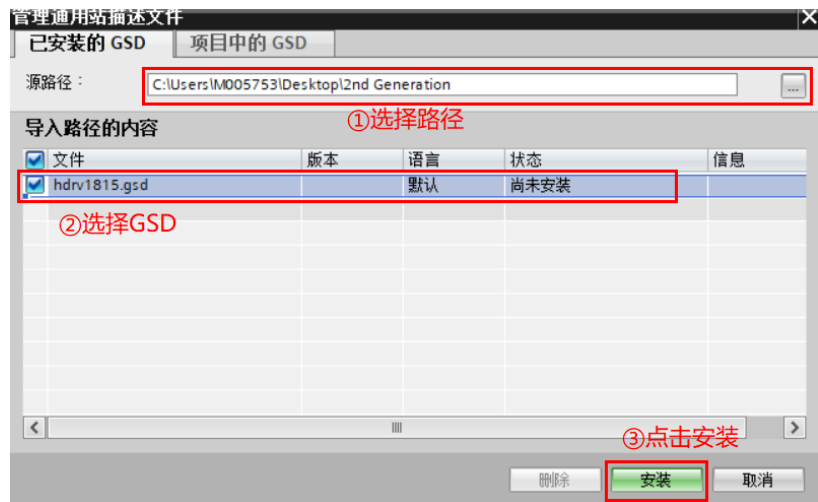 管理通用站描述文件 X
已安装的 GSD 项目中的 GSD
源路径： C:\Users\M005753\Desktop\2nd Generation ...
①选择路径
导入路径的内容
文件 版本 语言 状态 信息
hdrv1815.gsd 默认 尚未安装
②选择GSD
③点击安装
删除 安装 取消